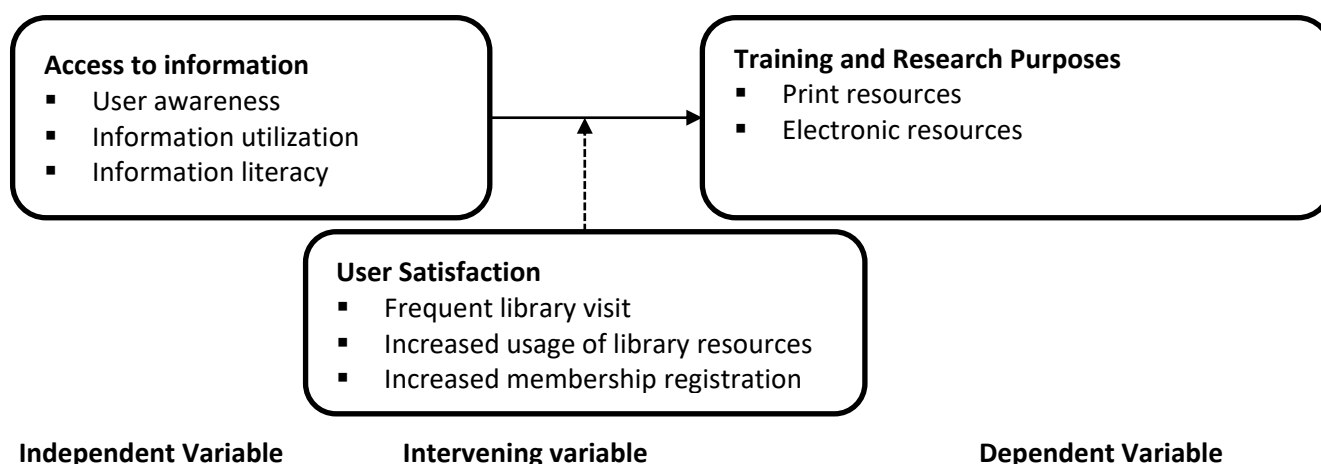 Access to information
▪ User awareness
▪ Information utilization
▪ Information literacy
Training and Research Purposes
▪ Print resources
▪ Electronic resources
User Satisfaction
▪ Frequent library visit
▪ Increased usage of library resources
▪ Increased membership registration
Independent Variable
Intervening variable
Dependent Variable